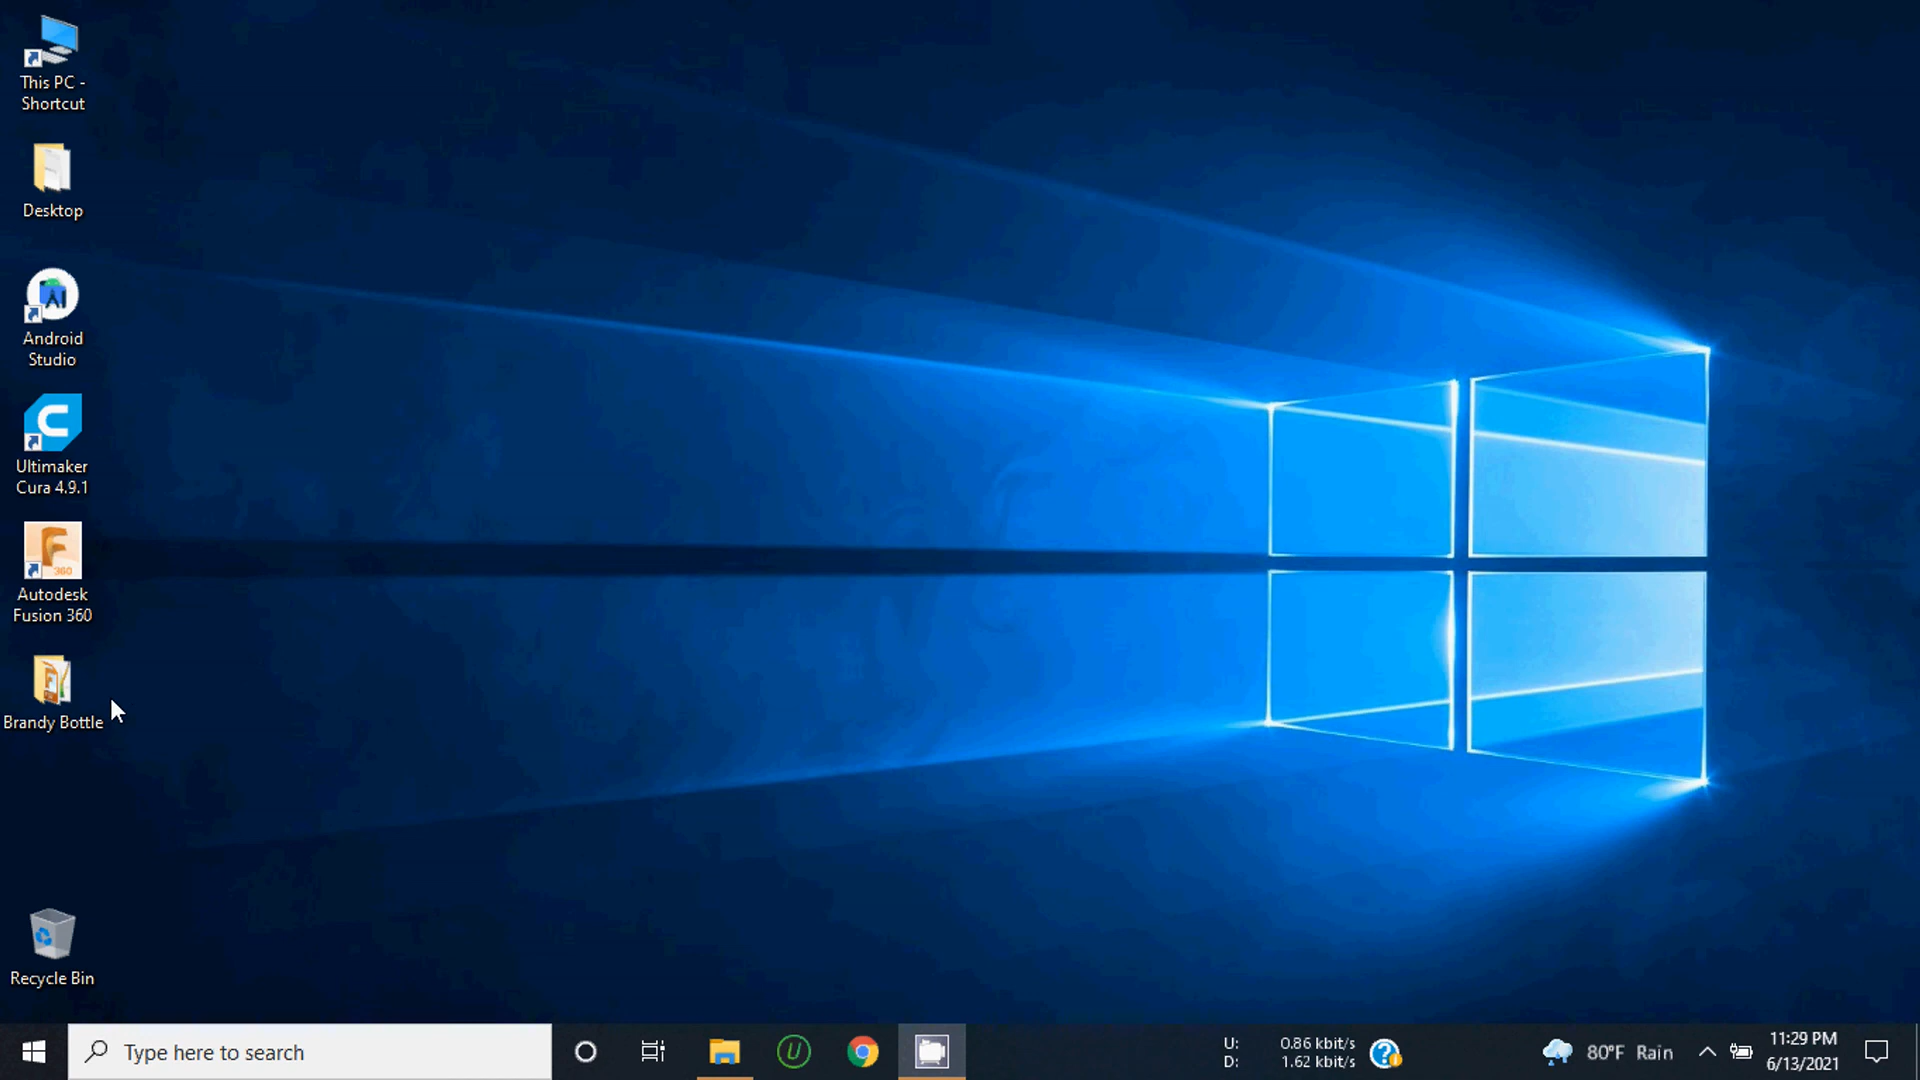 This PC -
Shortcut
Desktop
Android
Studio
Ultimaker
Cura 4.9.1
360
Autodesk
Fusion 360
Brandy Bottle
Recycle Bin
Type here to search
U: 0.86 kbit/s
D: 1.62 kbit/s
80°F Rain
11:29 PM
6/13/2021